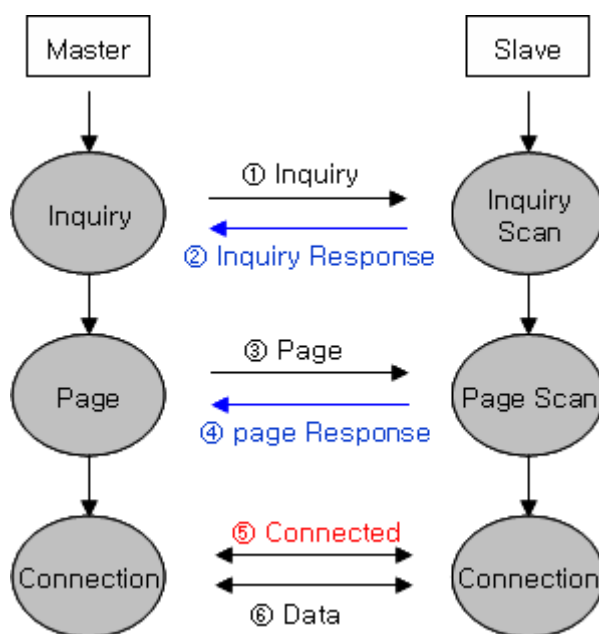 Master
Slave
① Inquiry
Inquiry
Inquiry
Scan
② Inquiry Response
③ Page
Page
Page Scan
④ page Response
⑤ Connected
Connection
Connection
⑥ Data